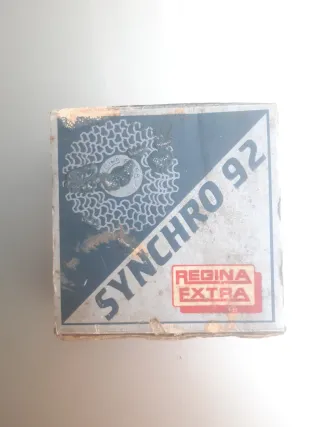 SYNCHRO 92
REGINA
EXTRA